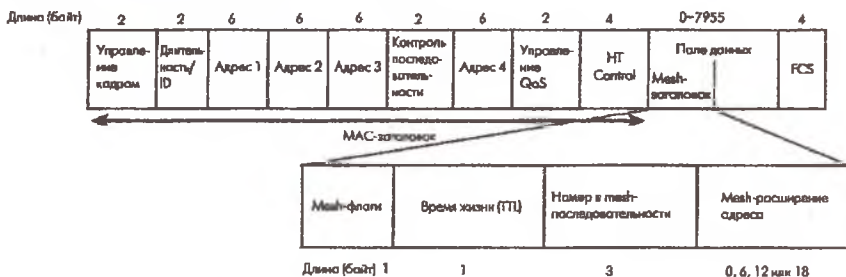 Длина (байт) 2 2 6 6 6 2 6 2 4 0–7955 4
Управле-
ние
кадром
Длитель-
ность/
ID
Адрес 1
Адрес 2
Адрес 3
Контроль
последо-
ватель-
ности
Адрес 4
Управле-
ние
QoS
HT
Control
Поле данных
Mesh-
заголовок
FCS
MAC-заголовок
Mesh-флаги
Время жизни (TTL)
Номер в mesh-
последовательности
Mesh-расширение
адреса
Длина (байт) 1 1 3 0, 6, 12 или 18